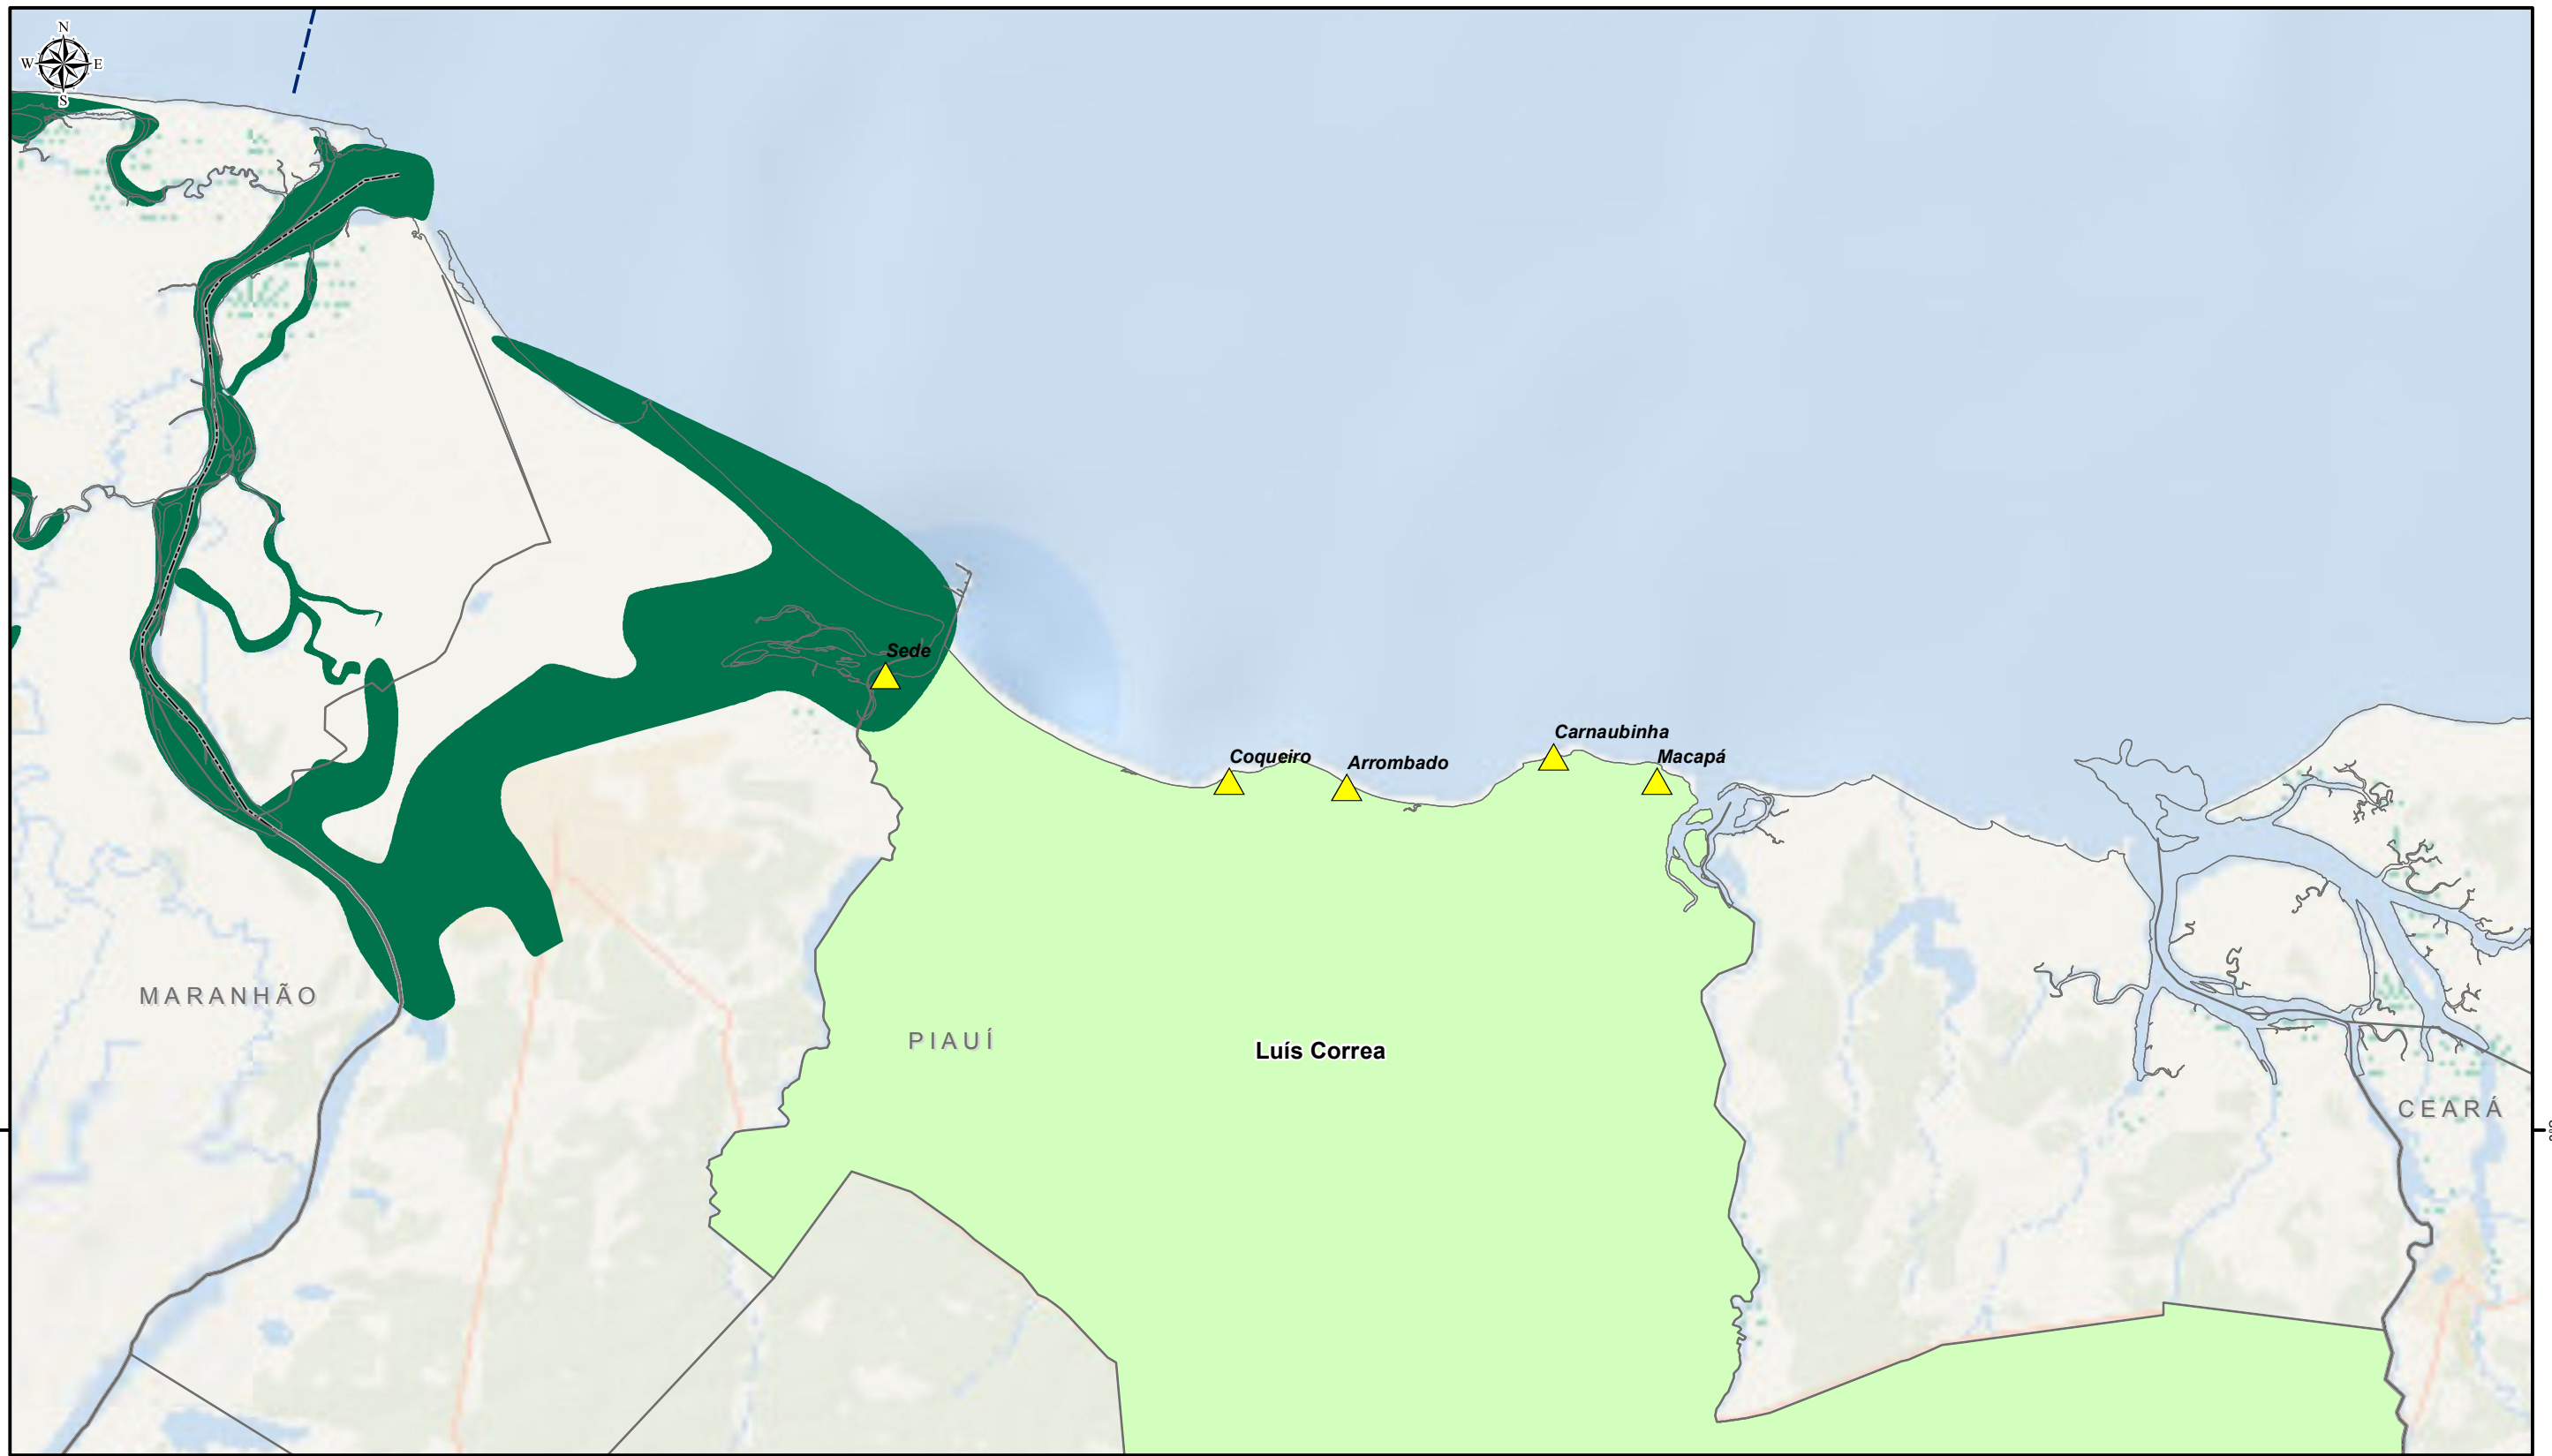 N
W E
S
Sede
Carnaubinha
Coqueiro
Arrombado
Macapá
MARANHÃO
PIAUÍ
Luís Correa
CEARÁ